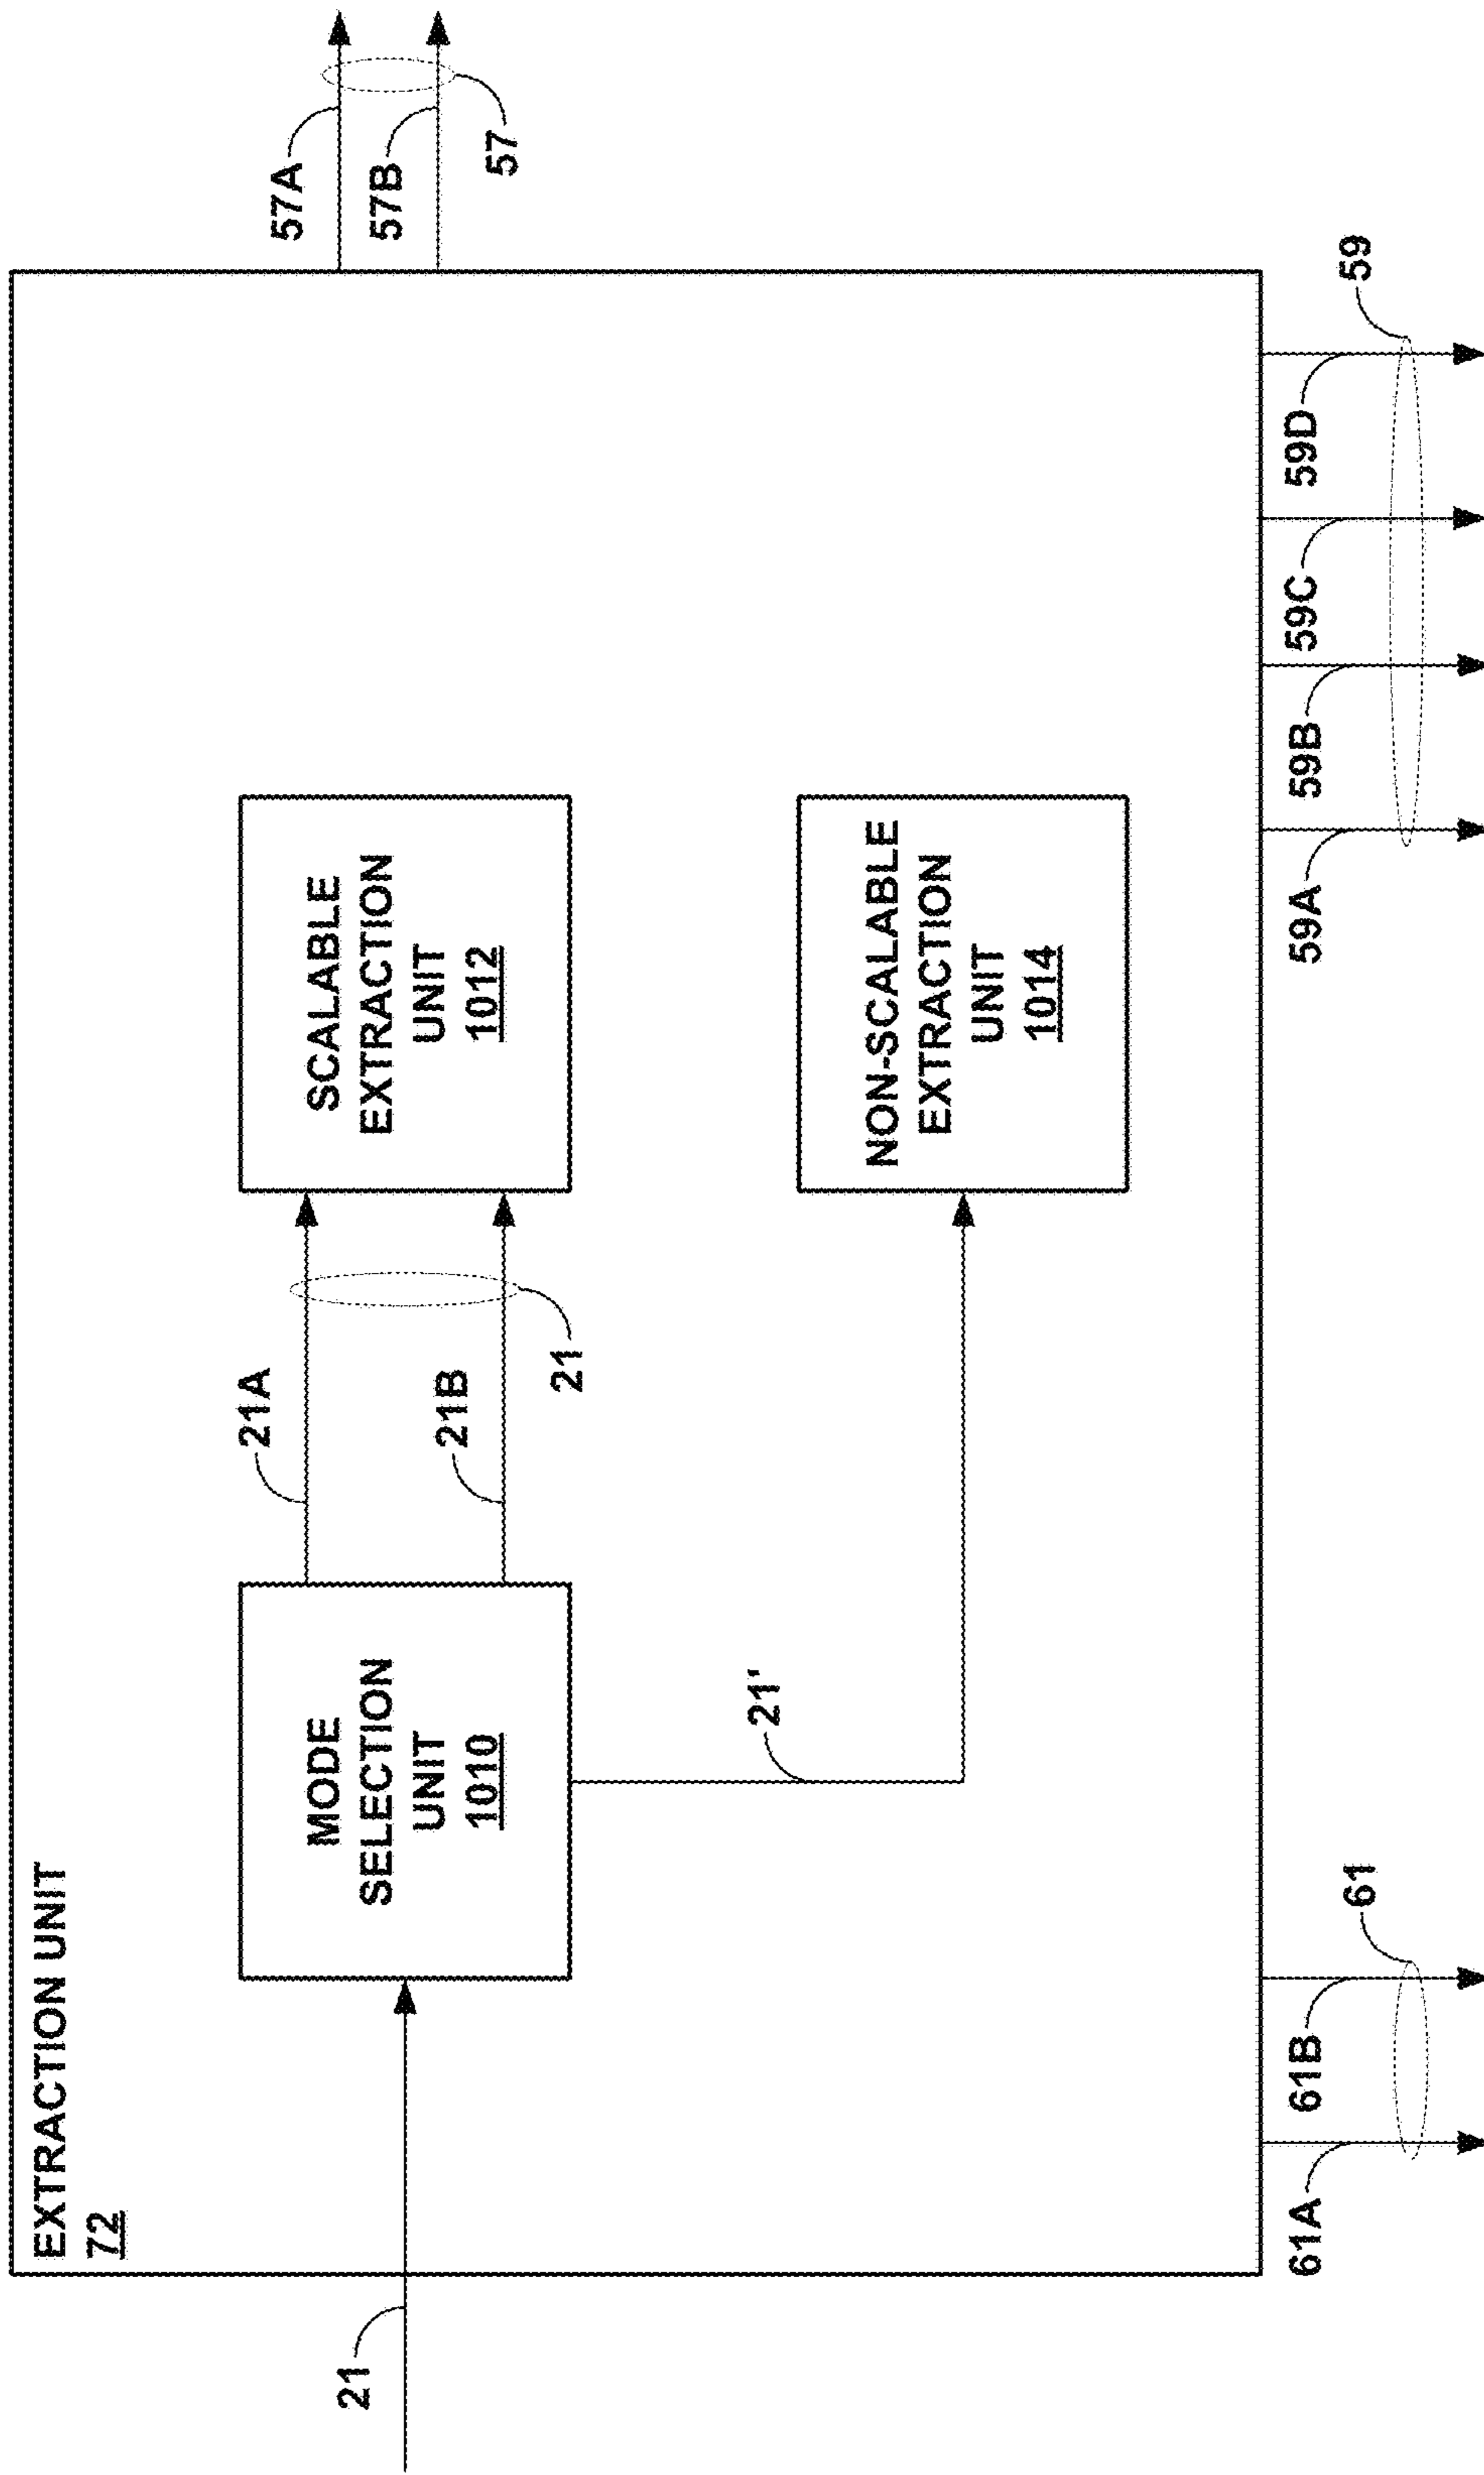 EXTRACTION UNIT
72
21
MODE
SELECTION
UNIT
1010
21A
21B
21
21'
SCALABLE
EXTRACTION
UNIT
1012
NON-SCALABLE
EXTRACTION
UNIT
1014
57A
57B
57
61A
61B
61
59A
59B
59C
59D
59